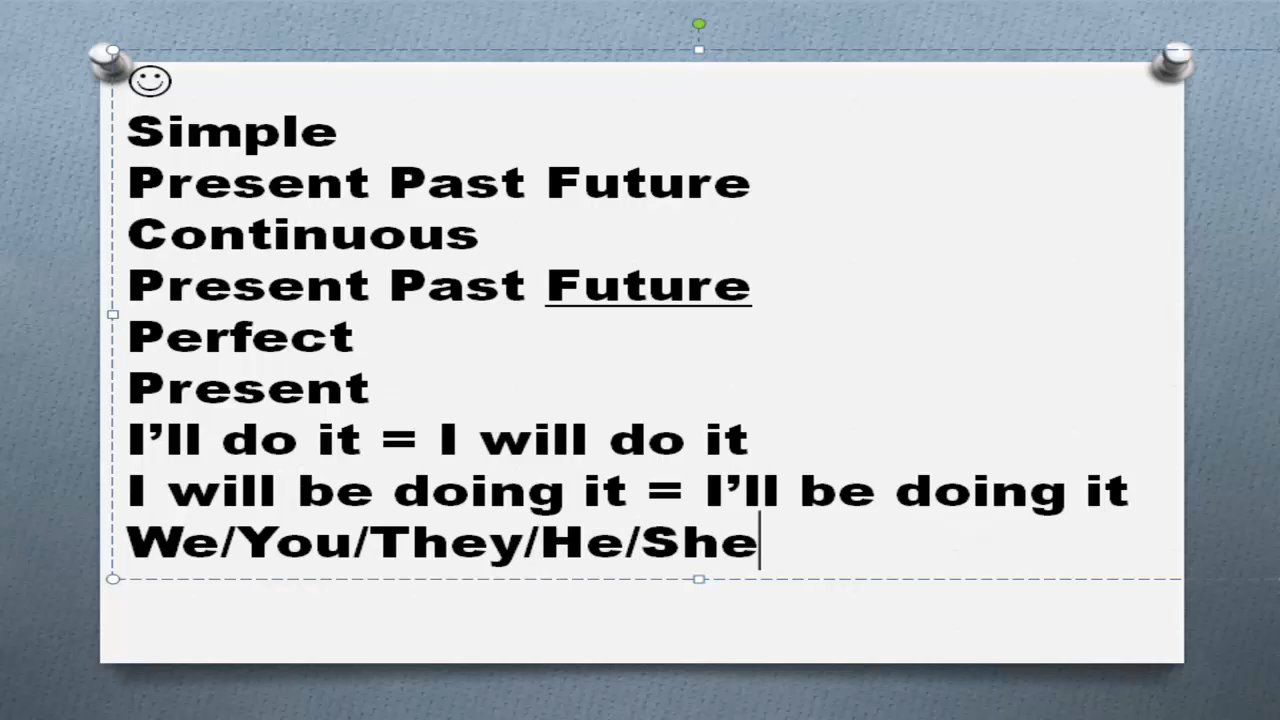 Simple
Present Past Future
Continuous
Present Past Future
Perfect
Present
I’ll do it = I will do it
I will be doing it = I’ll be doing it
We/You/They/He/She